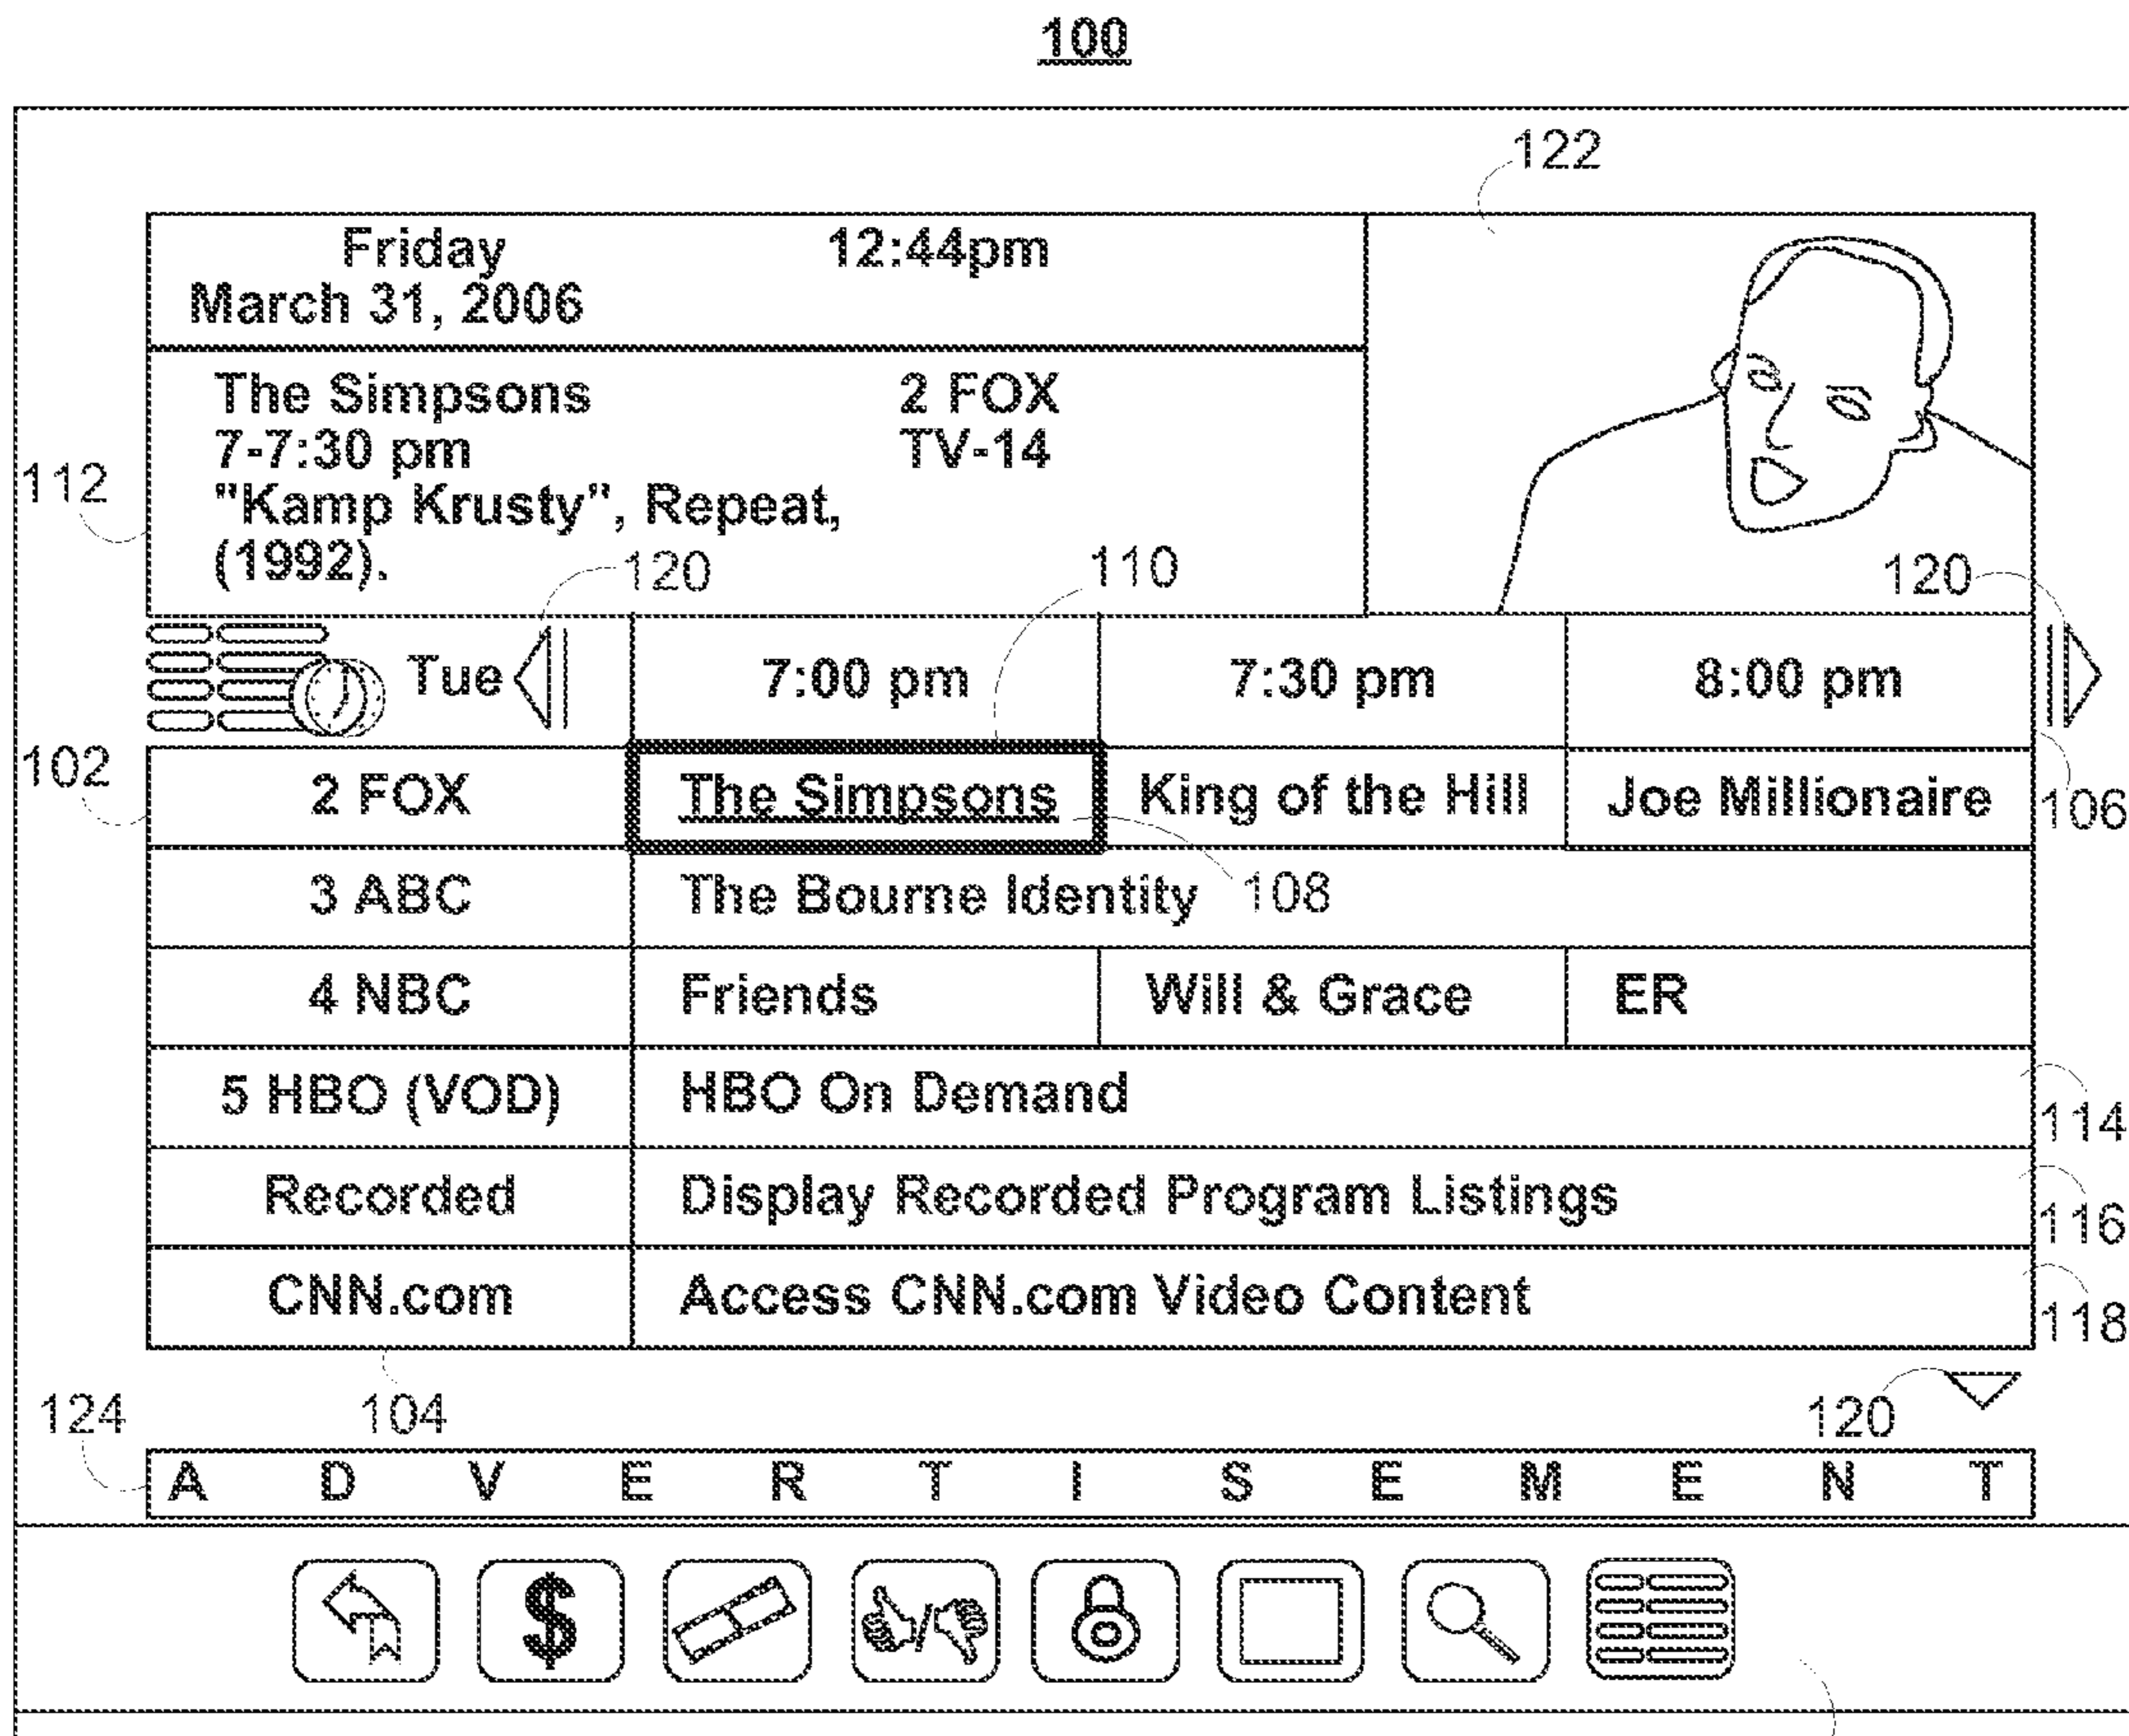 100
122
Friday 12:44pm
March 31, 2006
The Simpsons 2 FOX
7-7:30 pm TV-14
112
"Kamp Krusty", Repeat,
(1992).
120 110 120
Tue 7:00 pm 7:30 pm 8:00 pm
102
2 FOX The Simpsons King of the Hill Joe Millionaire
106
3 ABC The Bourne Identity 108
4 NBC Friends Will & Grace ER
5 HBO (VOD) HBO On Demand
114
Recorded Display Recorded Program Listings
116
CNN.com Access CNN.com Video Content
118
124 104 120
A D V E R T I S E M E N T
$ /